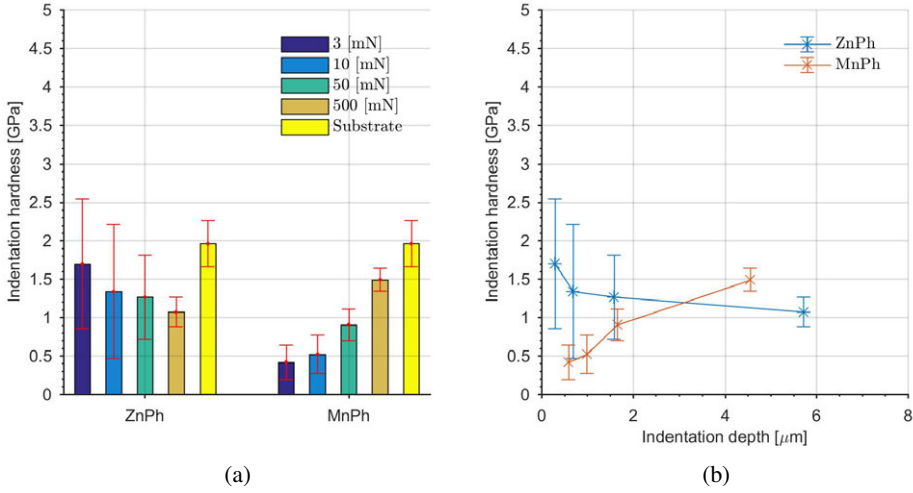 5
4.5
4
3.5
3
2.5
2
1.5
1
0.5
0
Indentation hardness [GPa]
3 [mN]
10 [mN]
50 [mN]
500 [mN]
Substrate
ZnPh MnPh
(a)
5
4.5
4
3.5
3
2.5
2
1.5
1
0.5
0
Indentation hardness [GPa]
ZnPh
MnPh
0 2 4 6 8
Indentation depth [μm]
(b)